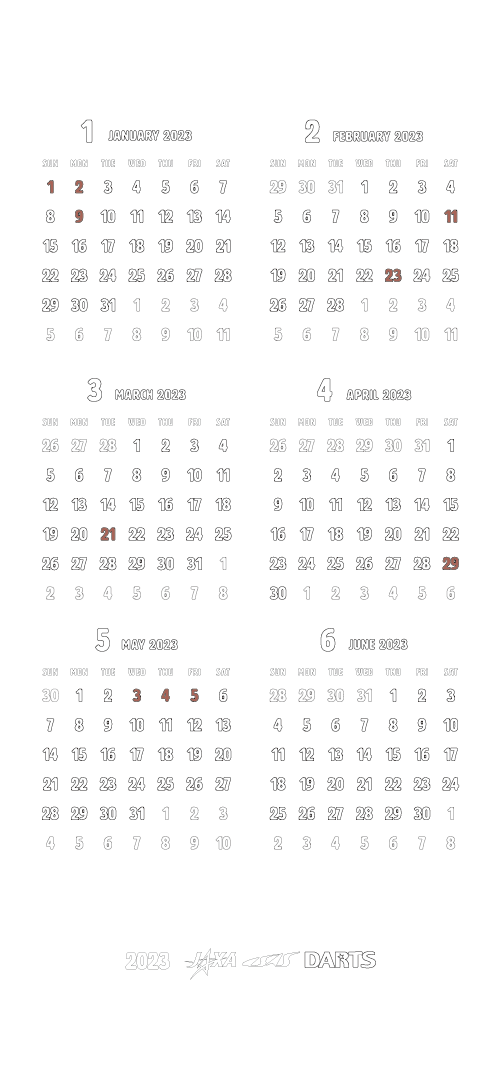 1 JANUARY 2023
SUN MON TUE WED THU FRI SAT
1 2 3 4 5 6 7
8 9 10 11 12 13 14
15 16 17 18 19 20 21
22 23 24 25 26 27 28
29 30 31 1 2 3 4
5 6 7 8 9 10 11
2 FEBRUARY 2023
SUN MON TUE WED THU FRI SAT
29 30 31 1 2 3 4
5 6 7 8 9 10 11
12 13 14 15 16 17 18
19 20 21 22 23 24 25
26 27 28 1 2 3 4
5 6 7 8 9 10 11
3 MARCH 2023
SUN MON TUE WED THU FRI SAT
26 27 28 1 2 3 4
5 6 7 8 9 10 11
12 13 14 15 16 17 18
19 20 21 22 23 24 25
26 27 28 29 30 31 1
2 3 4 5 6 7 8
4 APRIL 2023
SUN MON TUE WED THU FRI SAT
26 27 28 29 30 31 1
2 3 4 5 6 7 8
9 10 11 12 13 14 15
16 17 18 19 20 21 22
23 24 25 26 27 28 29
30 1 2 3 4 5 6
5 MAY 2023
SUN MON TUE WED THU FRI SAT
30 1 2 3 4 5 6
7 8 9 10 11 12 13
14 15 16 17 18 19 20
21 22 23 24 25 26 27
28 29 30 31 1 2 3
4 5 6 7 8 9 10
6 JUNE 2023
SUN MON TUE WED THU FRI SAT
28 29 30 31 1 2 3
4 5 6 7 8 9 10
11 12 13 14 15 16 17
18 19 20 21 22 23 24
25 26 27 28 29 30 1
2 3 4 5 6 7 8
2023 JAXA DARTS